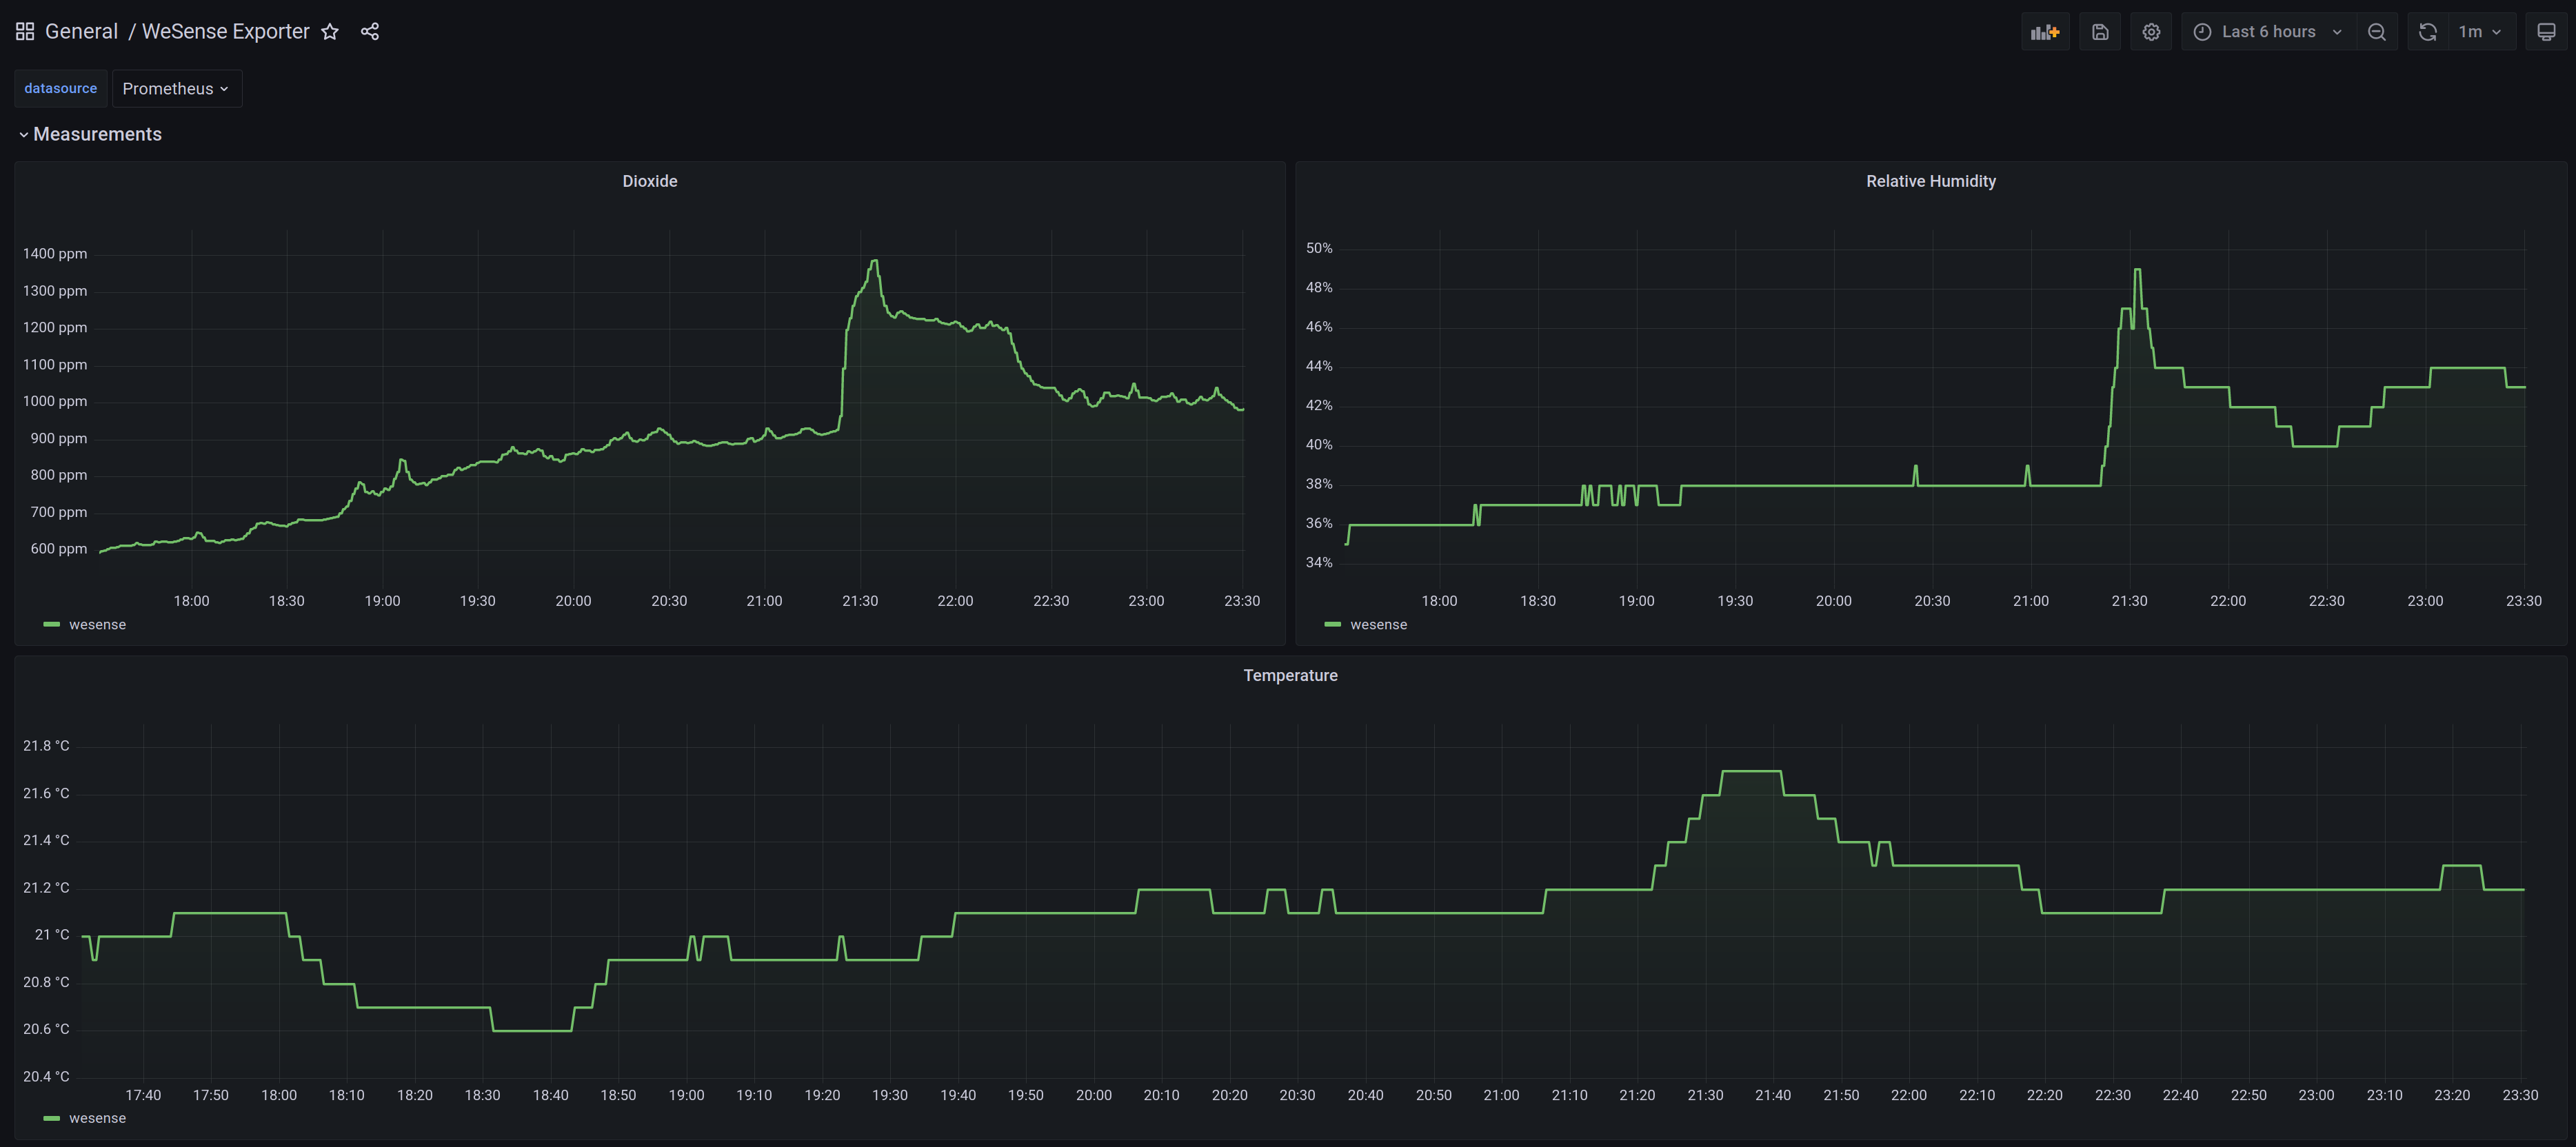 General / WeSense Exporter
Last 6 hours
1m
datasource
Prometheus
Measurements
Dioxide
1400 ppm
1300 ppm
1200 ppm
1100 ppm
1000 ppm
900 ppm
800 ppm
700 ppm
600 ppm
18:00 18:30 19:00 19:30 20:00 20:30 21:00 21:30 22:00 22:30 23:00 23:30
wesense
Relative Humidity
50%
48%
46%
44%
42%
40%
38%
36%
34%
18:00 18:30 19:00 19:30 20:00 20:30 21:00 21:30 22:00 22:30 23:00 23:30
wesense
Temperature
21.8 °C
21.6 °C
21.4 °C
21.2 °C
21 °C
20.8 °C
20.6 °C
20.4 °C
17:40 17:50 18:00 18:10 18:20 18:30 18:40 18:50 19:00 19:10 19:20 19:30 19:40 19:50 20:00 20:10 20:20 20:30 20:40 20:50 21:00 21:10 21:20 21:30 21:40 21:50 22:00 22:10 22:20 22:30 22:40 22:50 23:00 23:10 23:20 23:30
wesense